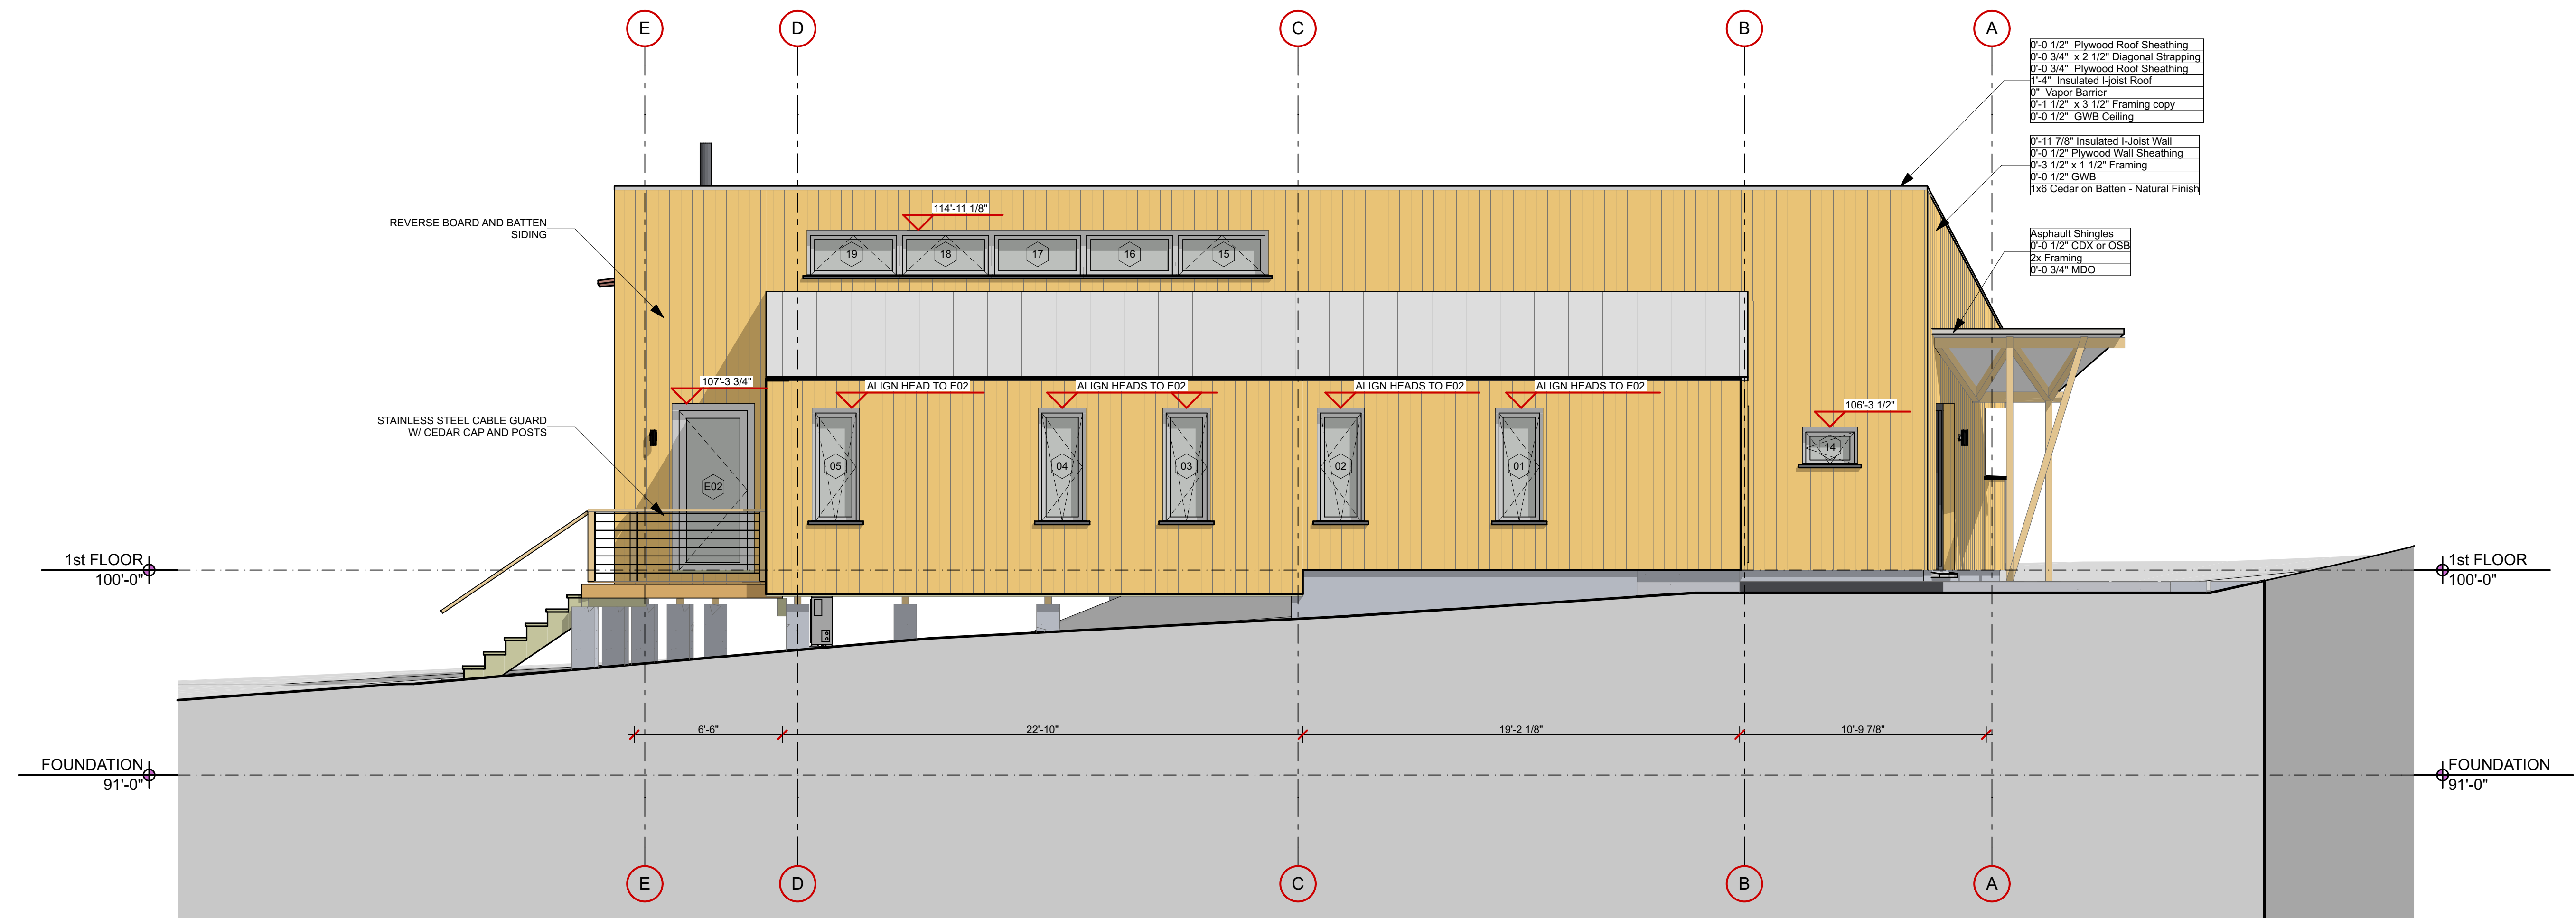 E D C B A
0'-0 1/2"  Plywood Roof Sheathing
0'-0 3/4"  x 2 1/2" Diagonal Strapping
0'-0 3/4"  Plywood Roof Sheathing
1'-4"  Insulated I-joist Roof
0"  Vapor Barrier
0'-1 1/2"  x 3 1/2" Framing copy
0'-0 1/2"  GWB Ceiling
0'-11 7/8" Insulated I-Joist Wall
0'-0 1/2" Plywood Wall Sheathing
0'-3 1/2" x 1 1/2" Framing
0'-0 1/2" GWB
1x6 Cedar on Batten - Natural Finish
REVERSE BOARD AND BATTEN
SIDING
114'-11 1/8"
Asphault Shingles
0'-0 1/2" CDX or OSB
2x Framing
0'-0 3/4" MDO
19 18 17 16 15
107'-3 3/4"
ALIGN HEAD TO E02
ALIGN HEADS TO E02
ALIGN HEADS TO E02
ALIGN HEAD TO E02
106'-3 1/2"
STAINLESS STEEL CABLE GUARD
W/ CEDAR CAP AND POSTS
E02
05 04 03 02 01
14
1st FLOOR
100'-0"
1st FLOOR
100'-0"
6'-6" 22'-10" 19'-2 1/8" 10'-9 7/8"
FOUNDATION
91'-0"
FOUNDATION
91'-0"
E D C B A